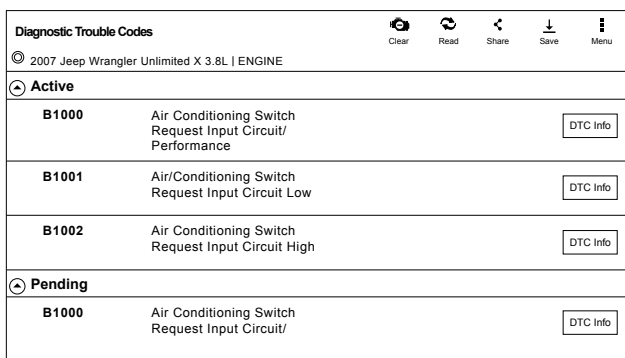 Diagnostic Trouble Codes
Clear Read Share Save Menu
2007 Jeep Wrangler Unlimited X 3.8L | ENGINE
Active
B1000 Air Conditioning Switch
Request Input Circuit/
Performance
DTC Info
B1001 Air/Conditioning Switch
Request Input Circuit Low
DTC Info
B1002 Air Conditioning Switch
Request Input Circuit High
DTC Info
Pending
B1000 Air Conditioning Switch
Request Input Circuit/
DTC Info